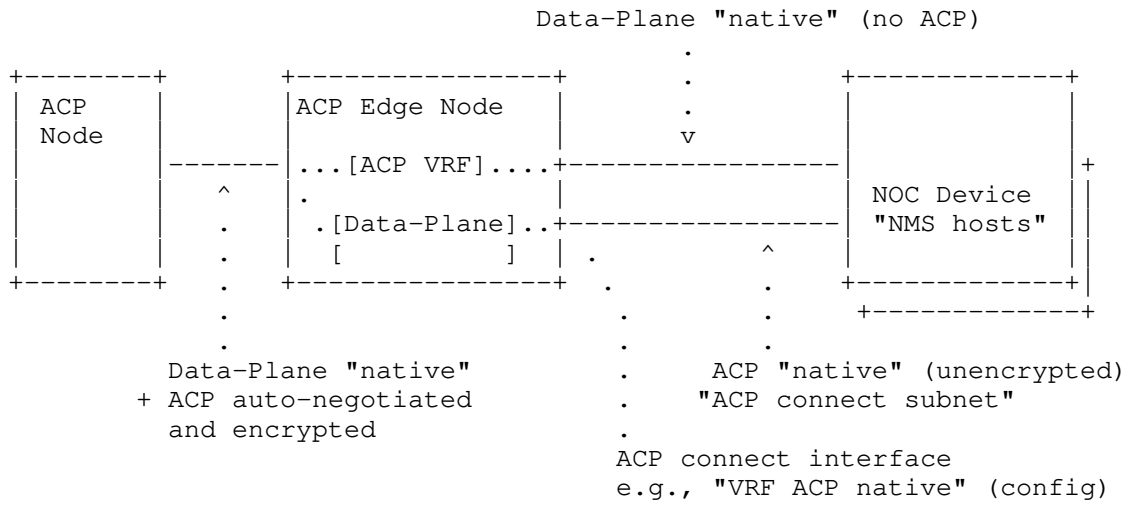 Data-Plane "native" (no ACP)
.
+--------+       +----------------+        .         +-------------+
| ACP    |       |ACP Edge Node   |        .         |             |
| Node   |       |                |        v         |             |
|        |-------|...[ACP VRF]....+-----------------|             |+
|        |   ^   |.               |                  | NOC Device  ||
|        |   .   | .[Data-Plane]..+-----------------| "NMS hosts" ||
|        |   .   |  [          ]  | .          ^     |             ||
+--------+   .   +----------------+  .         .     +-------------+|
.                        .        .      +-------------+
.                        .        .
Data-Plane "native"         .     ACP "native" (unencrypted)
+ ACP auto-negotiated         .    "ACP connect subnet"
and encrypted               .
ACP connect interface
e.g., "VRF ACP native" (config)